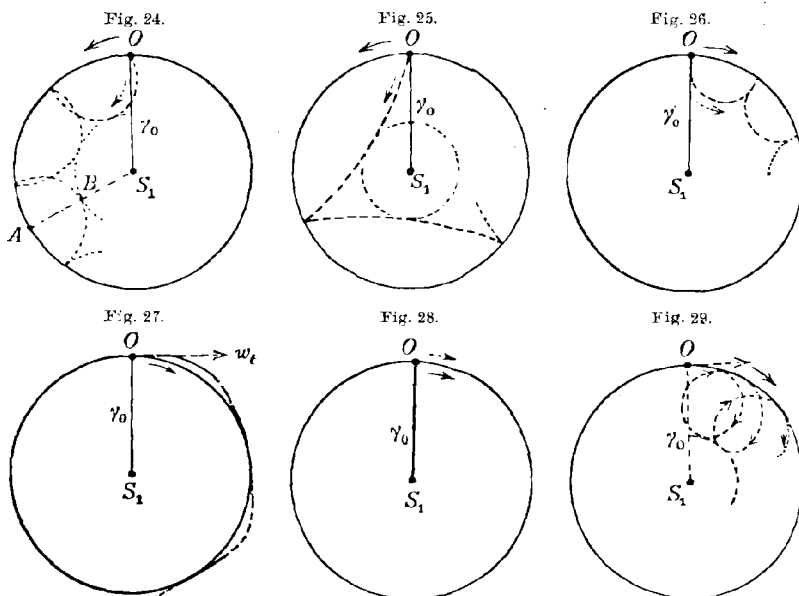 Fig. 24.
O
γ₀
S₁
B
A
Fig. 25.
O
γ₀
S₁
Fig. 26.
O
γ₀
S₁
Fig. 27.
O
wₜ
γ₀
S₁
Fig. 28.
O
γ₀
S₁
Fig. 29.
O
γ₀
S₁